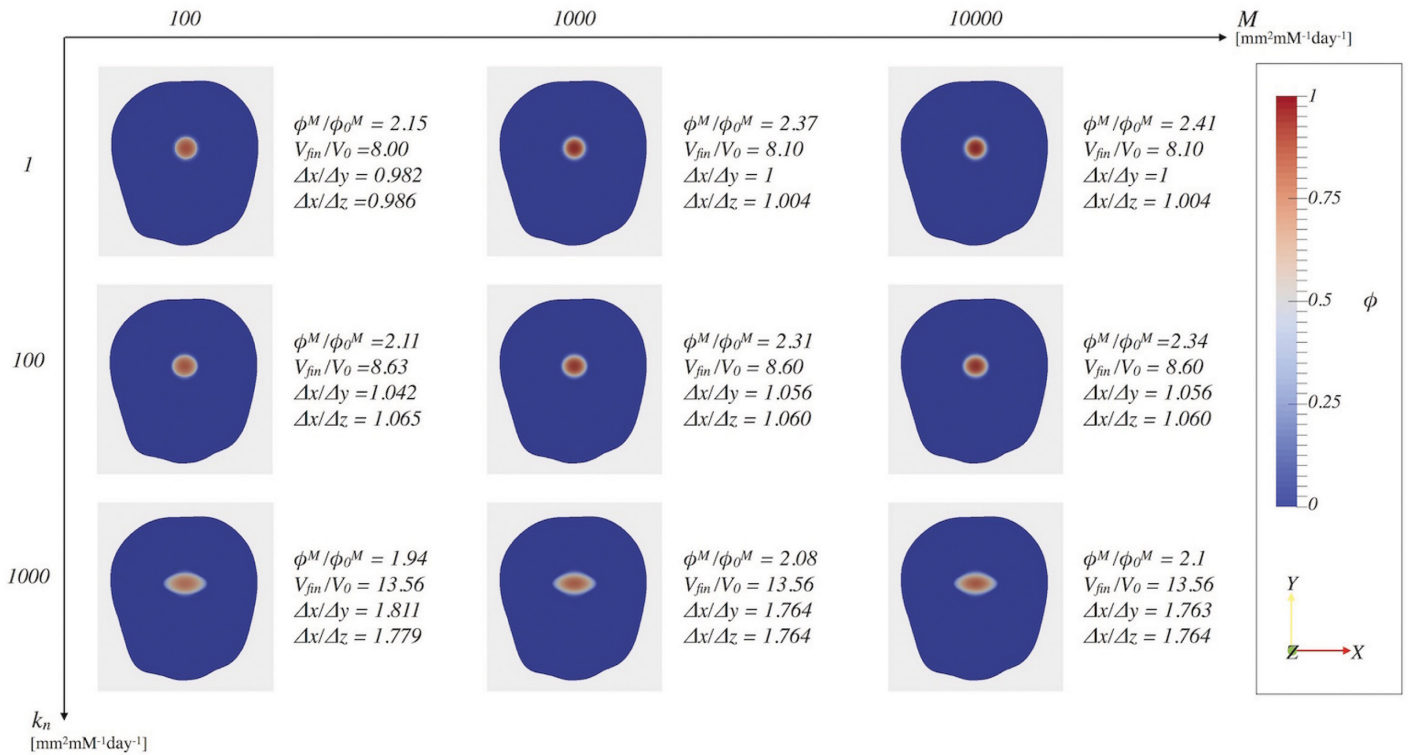 100 1000 10000 M
[mm²mM⁻¹day⁻¹]
1
ϕᴹ/ϕ₀ᴹ = 2.15
V_fin/V₀ =8.00
Δx/Δy = 0.982
Δx/Δz =0.986
ϕᴹ/ϕ₀ᴹ = 2.37
V_fin/V₀ = 8.10
Δx/Δy = 1
Δx/Δz = 1.004
ϕᴹ/ϕ₀ᴹ = 2.41
V_fin/V₀ = 8.10
Δx/Δy =1
Δx/Δz = 1.004
100
ϕᴹ/ϕ₀ᴹ =2.11
V_fin/V₀ = 8.63
Δx/Δy =1.042
Δx/Δz = 1.065
ϕᴹ/ϕ₀ᴹ = 2.31
V_fin/V₀ = 8.60
Δx/Δy = 1.056
Δx/Δz = 1.060
ϕᴹ/ϕ₀ᴹ =2.34
V_fin/V₀ = 8.60
Δx/Δy = 1.056
Δx/Δz = 1.060
1000
ϕᴹ/ϕ₀ᴹ = 1.94
V_fin/V₀ = 13.56
Δx/Δy = 1.811
Δx/Δz = 1.779
ϕᴹ/ϕ₀ᴹ = 2.08
V_fin/V₀ = 13.56
Δx/Δy = 1.764
Δx/Δz = 1.764
ϕᴹ/ϕ₀ᴹ = 2.1
V_fin/V₀ = 13.56
Δx/Δy = 1.763
Δx/Δz = 1.764
kₙ
[mm²mM⁻¹day⁻¹]
1
0.75
0.5 ϕ
0.25
0
Y
Z X